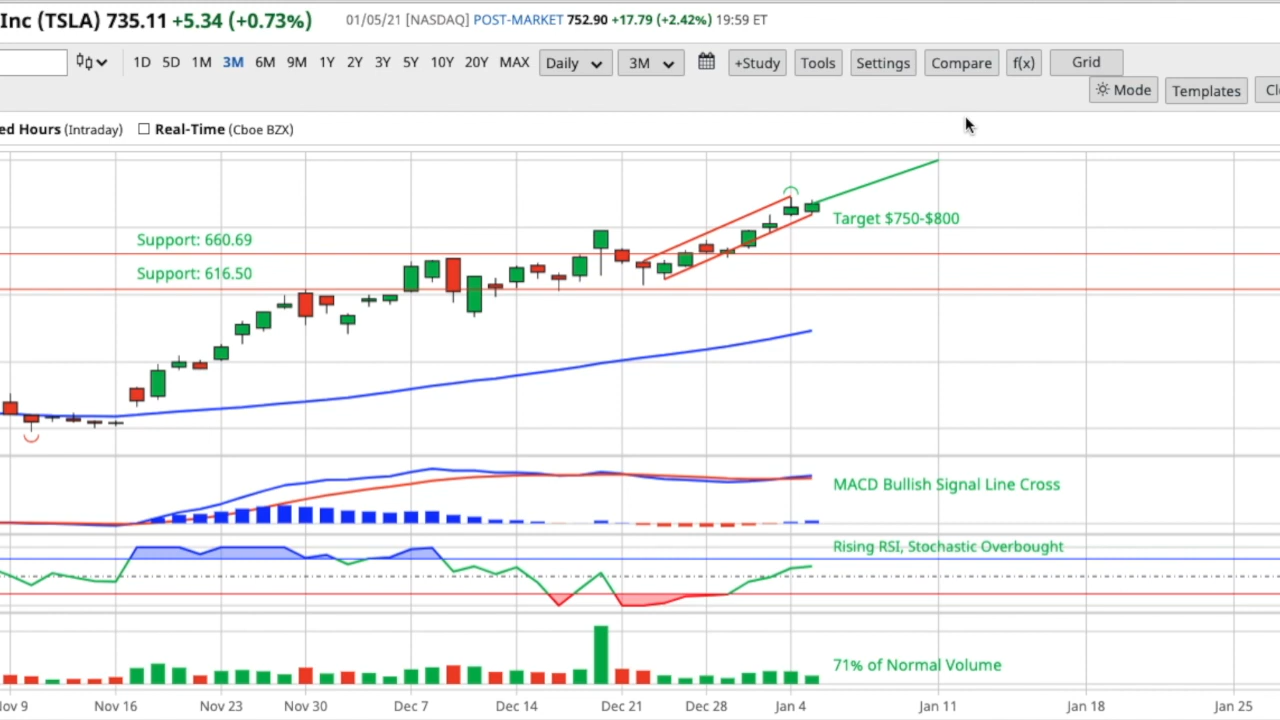 Inc (TSLA) 735.11 +5.34 (+0.73%) 01/05/21 [NASDAQ] POST-MARKET 752.90 +17.79 (+2.42%) 19:59 ET
1D 5D 1M 3M 6M 9M 1Y 2Y 3Y 5Y 10Y 20Y MAX Daily 3M +Study Tools Settings Compare f(x) Grid
Mode Templates Cl
ed Hours (Intraday) Real-Time (Cboe BZX)
Target $750-$800
Support: 660.69
Support: 616.50
MACD Bullish Signal Line Cross
Rising RSI, Stochastic Overbought
71% of Normal Volume
Nov 9 Nov 16 Nov 23 Nov 30 Dec 7 Dec 14 Dec 21 Dec 28 Jan 4 Jan 11 Jan 18 Jan 25